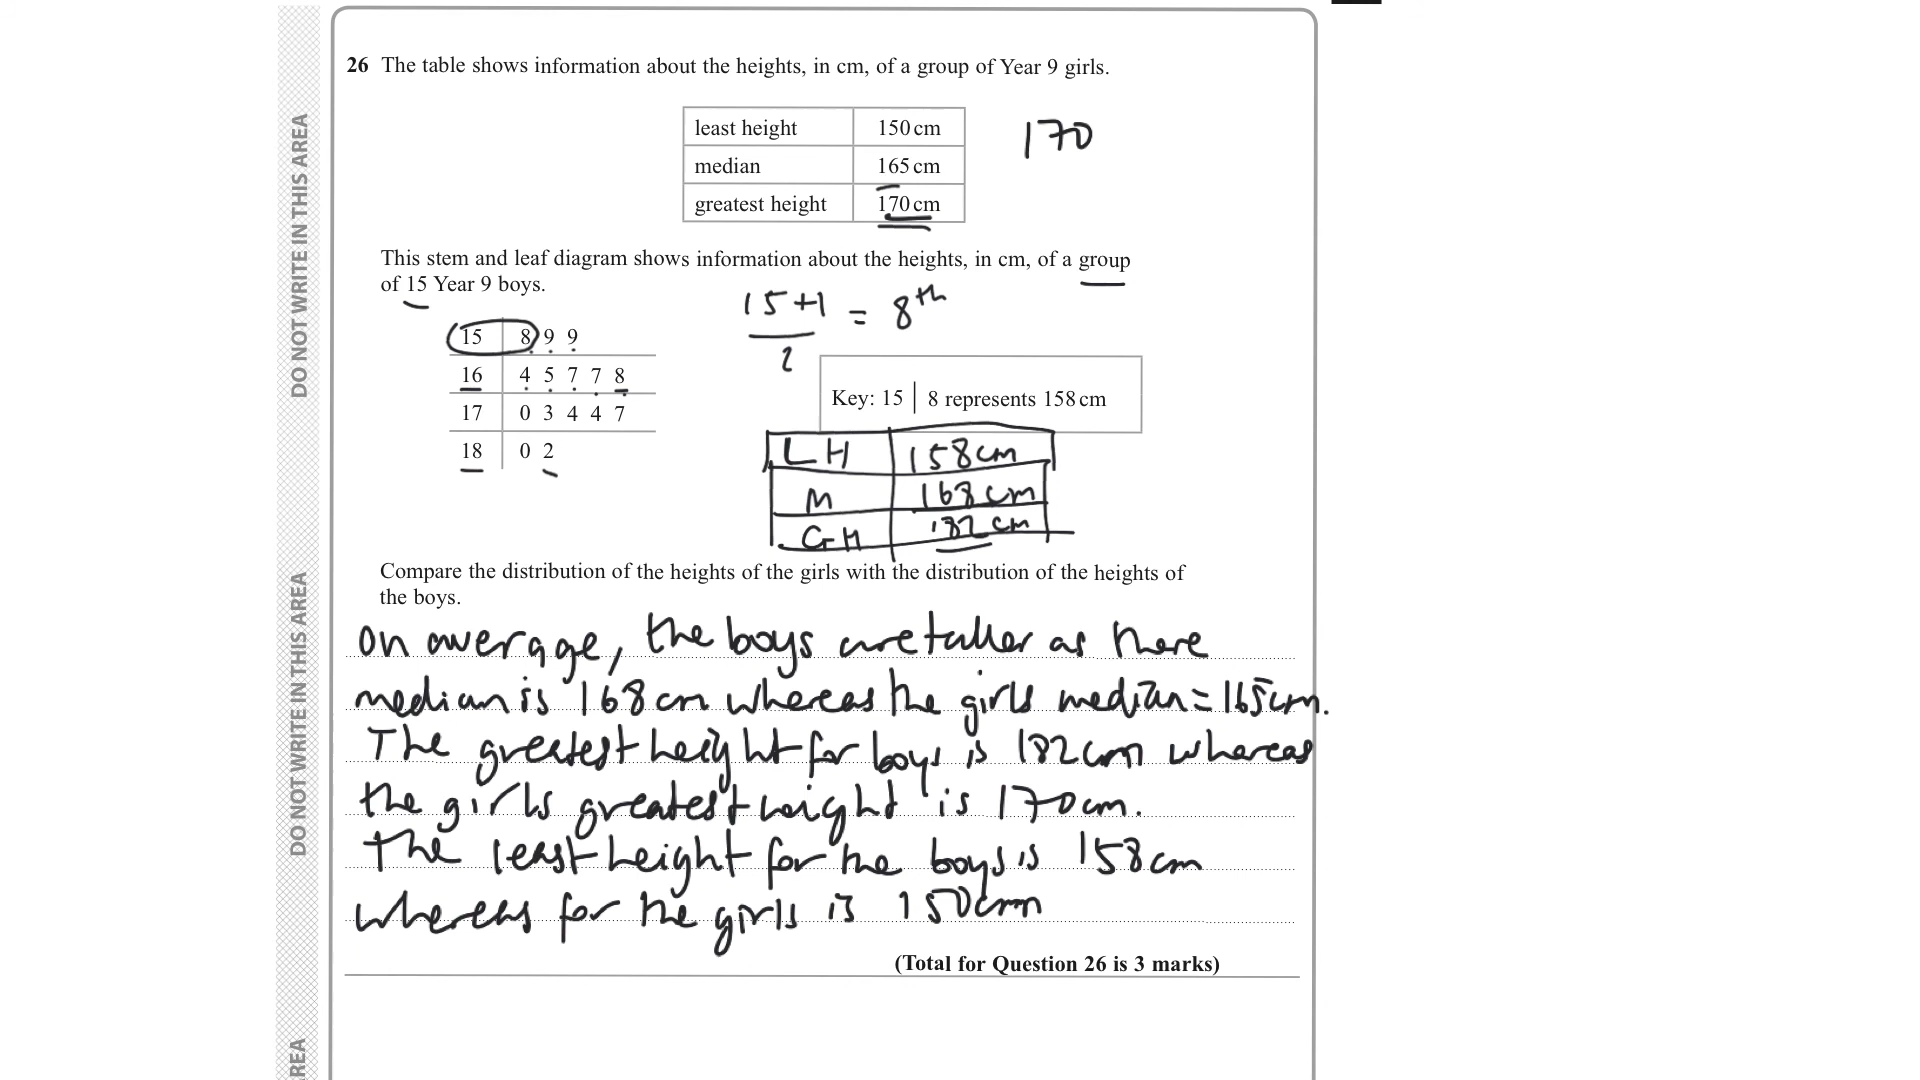 26 The table shows information about the heights, in cm, of a group of Year 9 girls.
least height 150 cm
median 165 cm
greatest height 170 cm
170
This stem and leaf diagram shows information about the heights, in cm, of a group
of 15 Year 9 boys.
15+1 = 8th
2
15 8 9 9
16 4 5 7 7 8
17 0 3 4 4 7
18 0 2
Key: 15 | 8 represents 158 cm
LH 158cm
M 168cm
GH 182 cm
Compare the distribution of the heights of the girls with the distribution of the heights of
the boys.
on average, the boys are taller as there
median is 168 cm whereas the girls median = 165cm.
The greatest height for boys is 182cm whereas
the girls greatest height is 170cm.
The least height for the boys is 158cm
whereas for the girls is 150cm
(Total for Question 26 is 3 marks)
DO NOT WRITE IN THIS AREA
DO NOT WRITE IN THIS AREA
REA